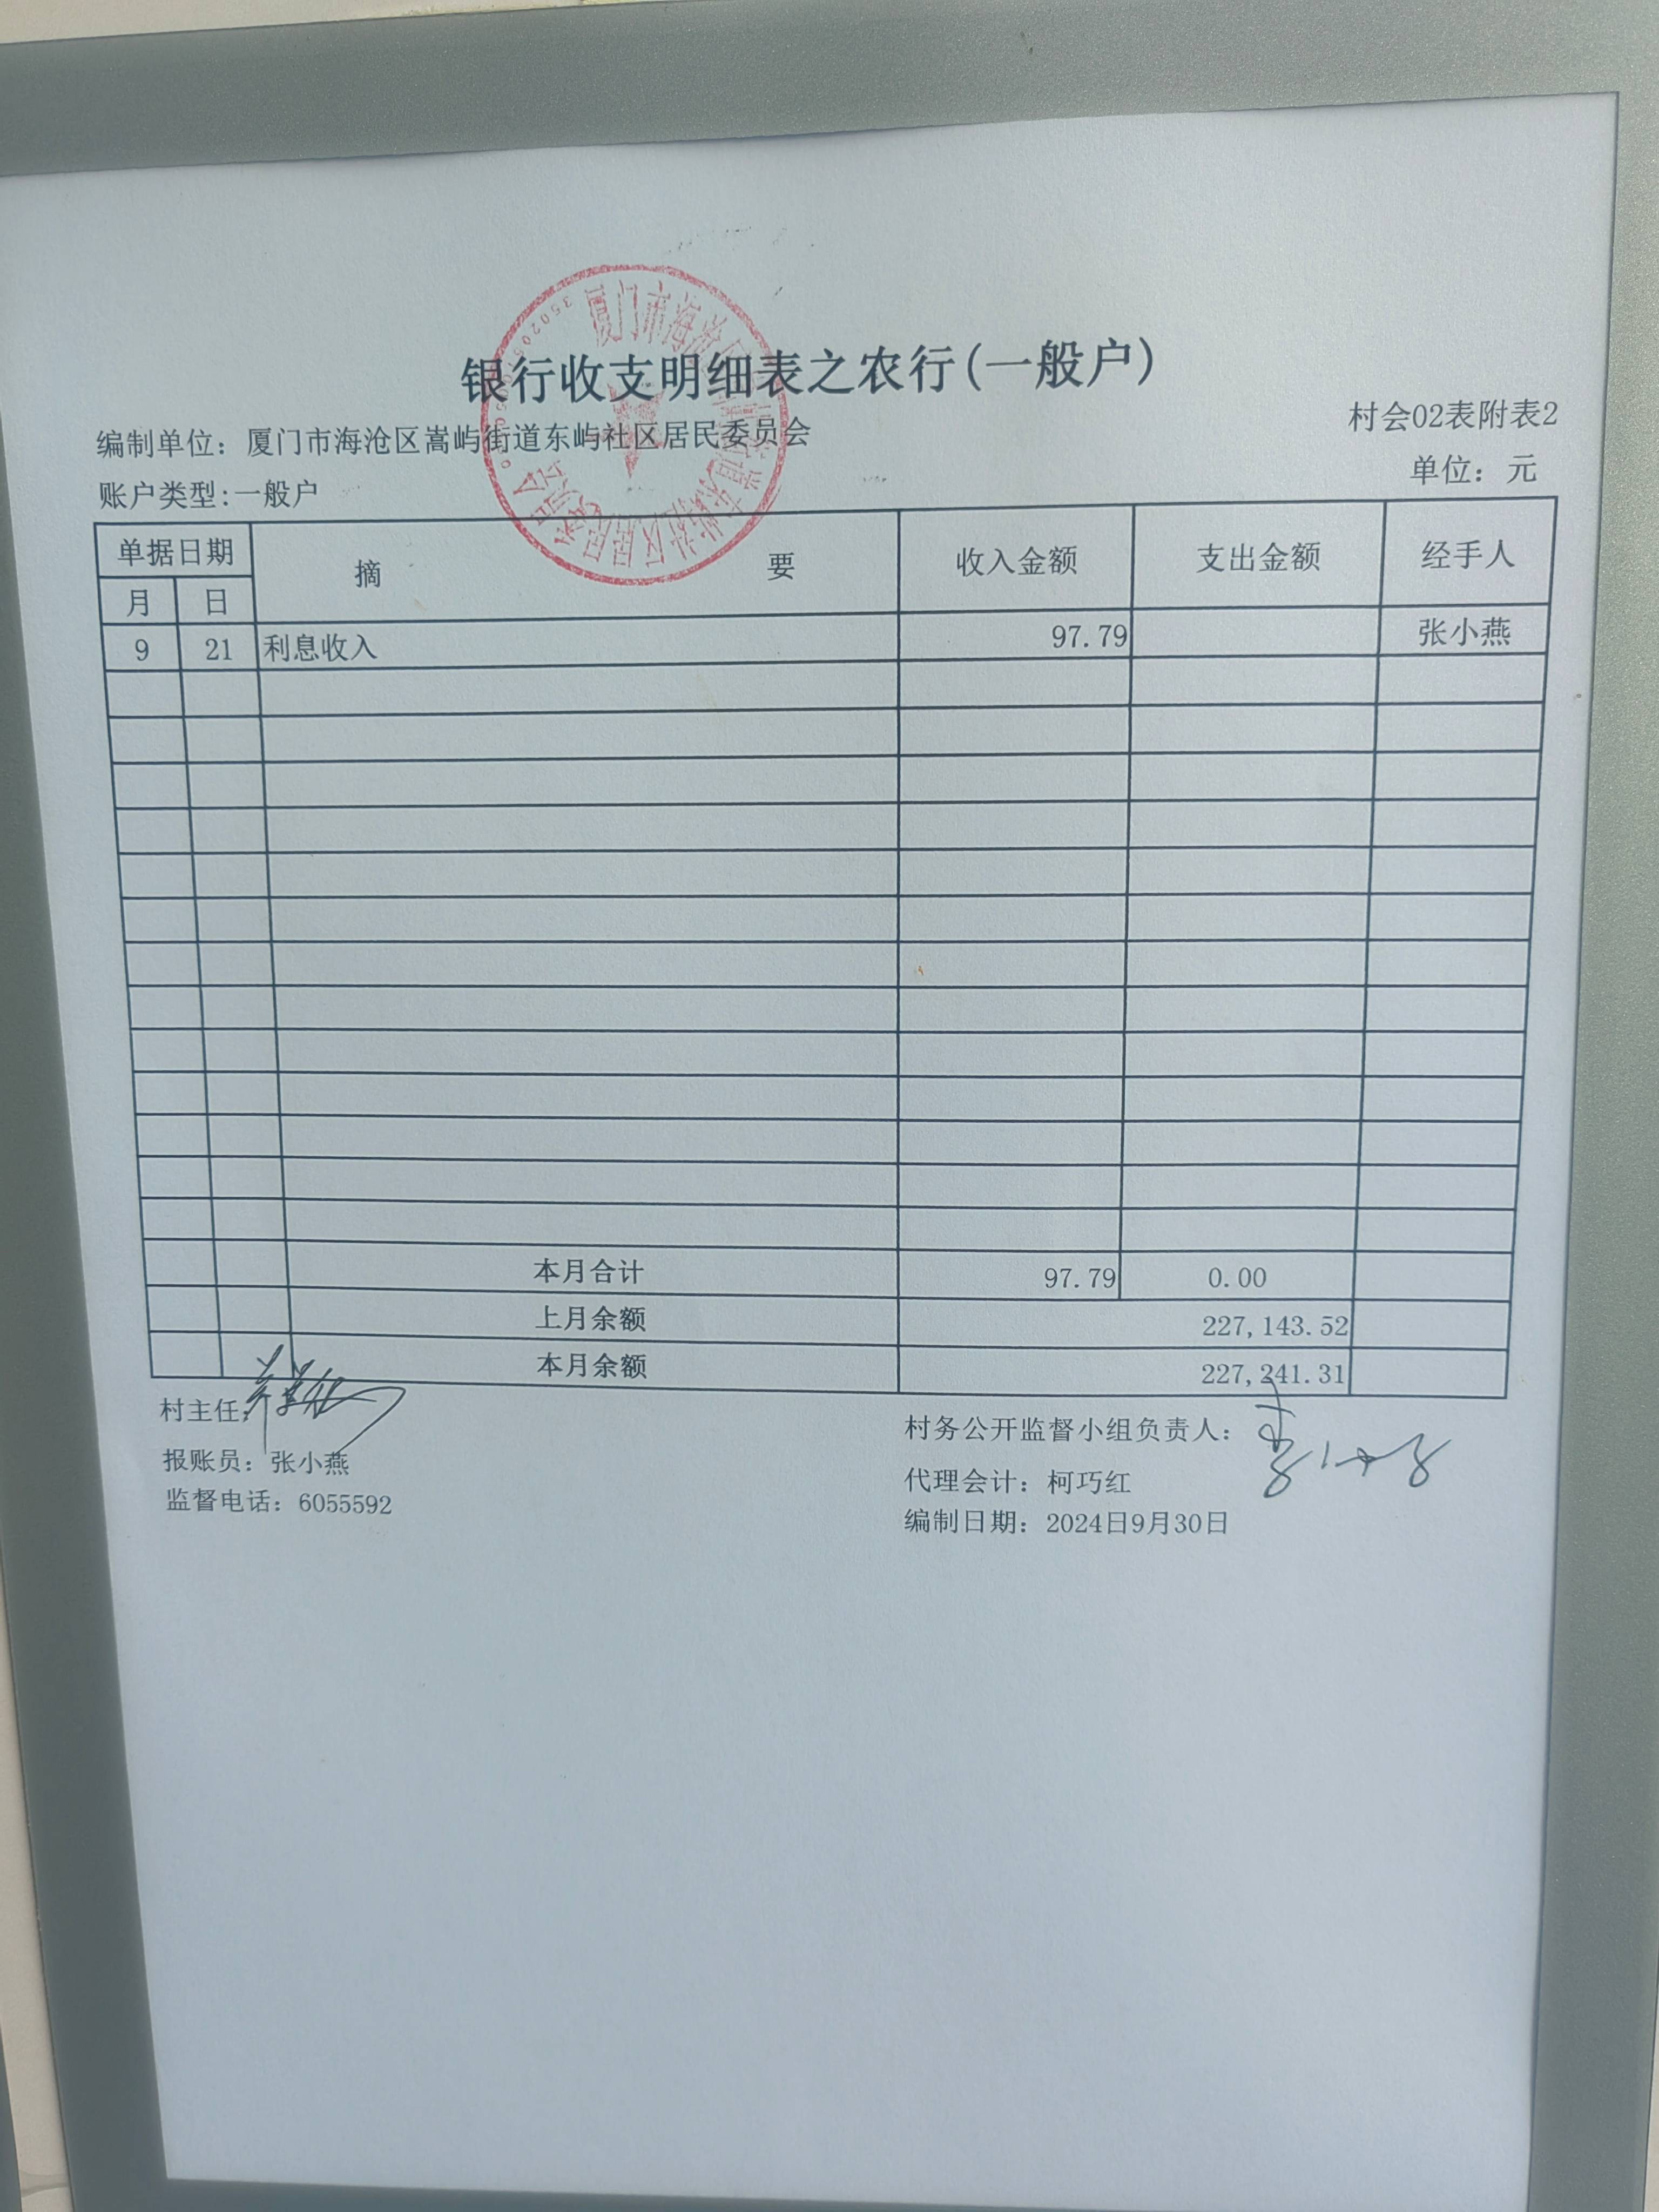 银行收支明细表之农行(一般户)
村会02表附表2
编制单位：厦门市海沧区嵩屿街道东屿社区居民委员会
账户类型:一般户
单位：元
单据日期 摘 要 收入金额 支出金额 经手人
月 日
9 21 利息收入 97.79 张小燕
本月合计 97.79 0.00
上月余额 227,143.52
本月余额 227,241.31
村主任:
村务公开监督小组负责人：
报账员：张小燕
代理会计：柯巧红
监督电话：6055592
编制日期：2024日9月30日